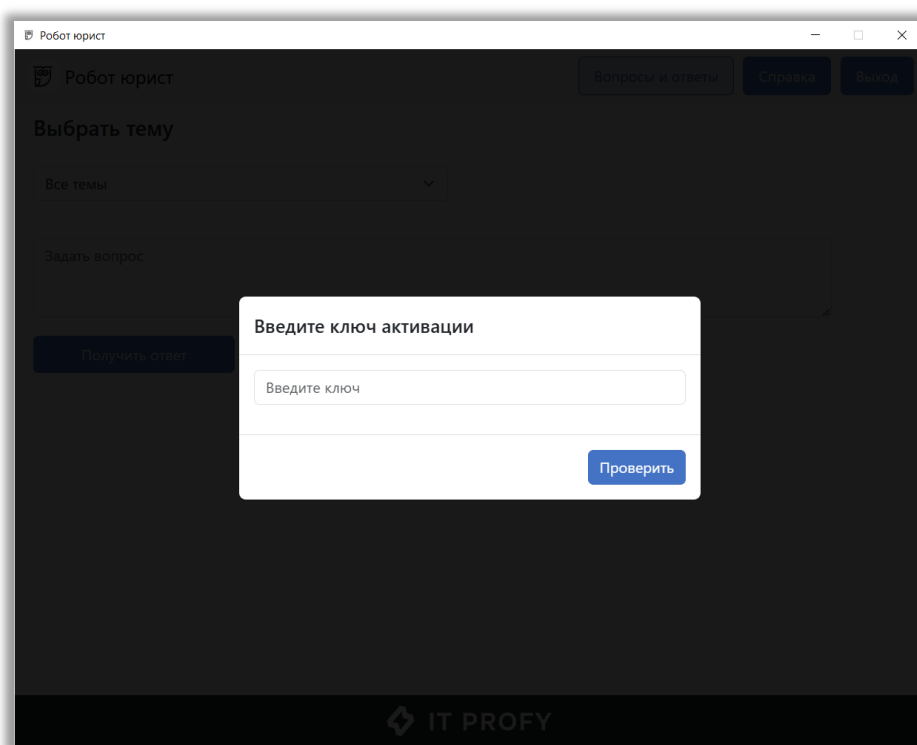 Робот юрист
Робот юрист
Вопросы и ответы
Справка
Выход
Выбрать тему
Все темы
Задать вопрос
Получить ответ
Введите ключ активации
Введите ключ
Проверить
IT PROFY